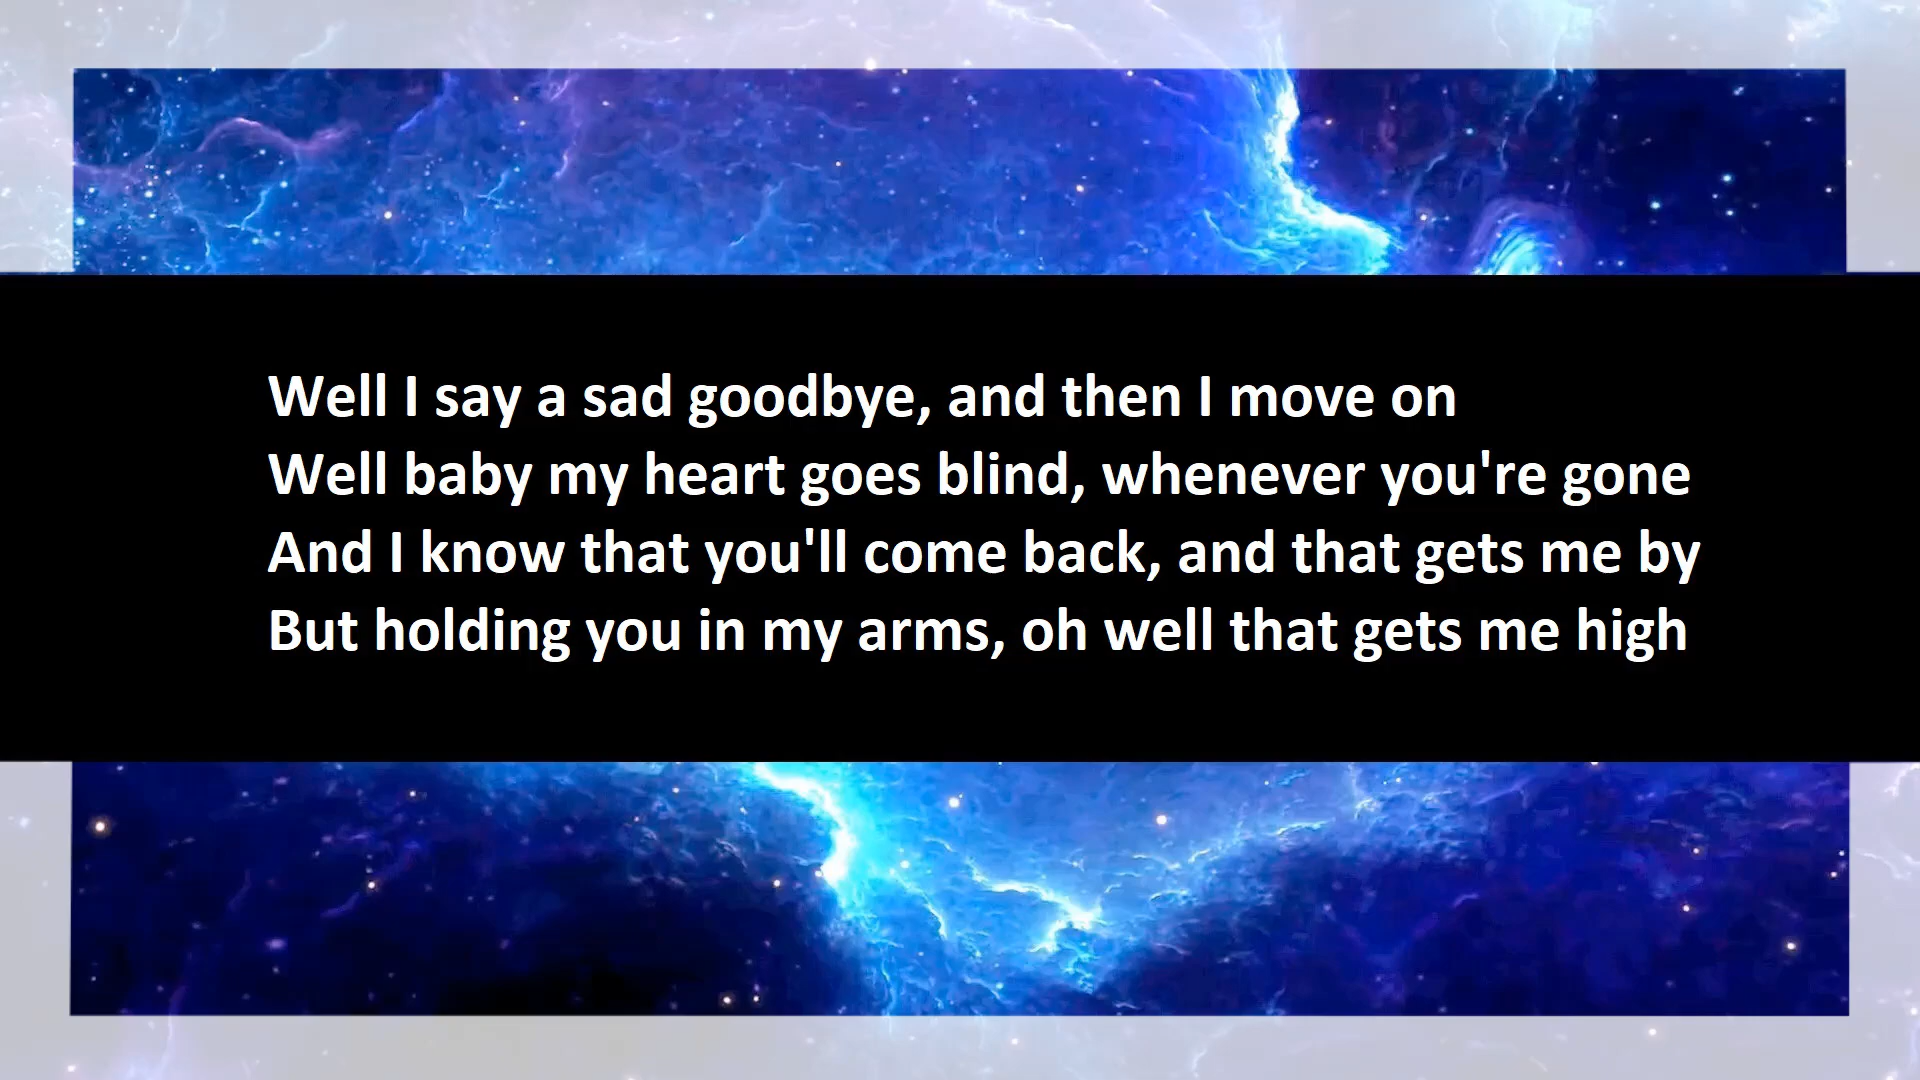 Well I say a sad goodbye, and then I move on
Well baby my heart goes blind, whenever you're gone
And I know that you'll come back, and that gets me by
But holding you in my arms, oh well that gets me high